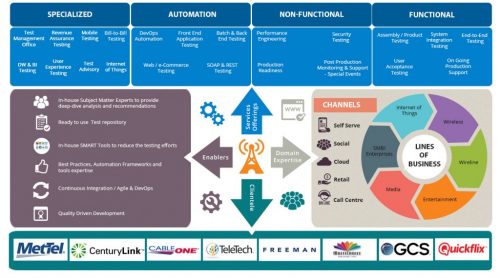 SPECIALIZED
AUTOMATION
NON-FUNCTIONAL
FUNCTIONAL
Test
Management
Office
Revenue
Assurance
Testing
Mobile
Testing
Bill-to-Bill
Testing
DW & BI
Testing
User
Experience
Testing
Test
Advisory
Internet
of Things
DevOps
Automation
Front End
Application
Testing
Batch & Back
End Testing
Web / e-Commerce
Testing
SOAP & REST
Testing
Performance
Engineering
Security
Testing
Production
Readiness
Post Production
Monitoring & Support
- Special Events
Assembly / Product
Testing
System
Integration
Testing
End-to-End
Testing
User
Acceptance
Testing
On Going
Production
Support
In-house Subject Matter Experts to provide
deep-dive analysis and recommendations
Ready to use Test repository
In-house SMART Tools to reduce the testing efforts
Best Practices, Automation Frameworks and
tools expertise
Continuous Integration / Agile & DevOps
Quality Driven Development
Services
Offerings
WWW
Enablers
Domain
Expertise
Clientele
CHANNELS
Self Serve
Social
Cloud
Retail
Call Centre
Internet of
Things
Wireless
Wireline
Entertainment
Media
SMB/
Enterprises
LINES
OF
BUSINESS
METTEL
CenturyLink
CABLE ONE
TeleTech
FREEMAN
MultiChoice
GCS
Quickflix